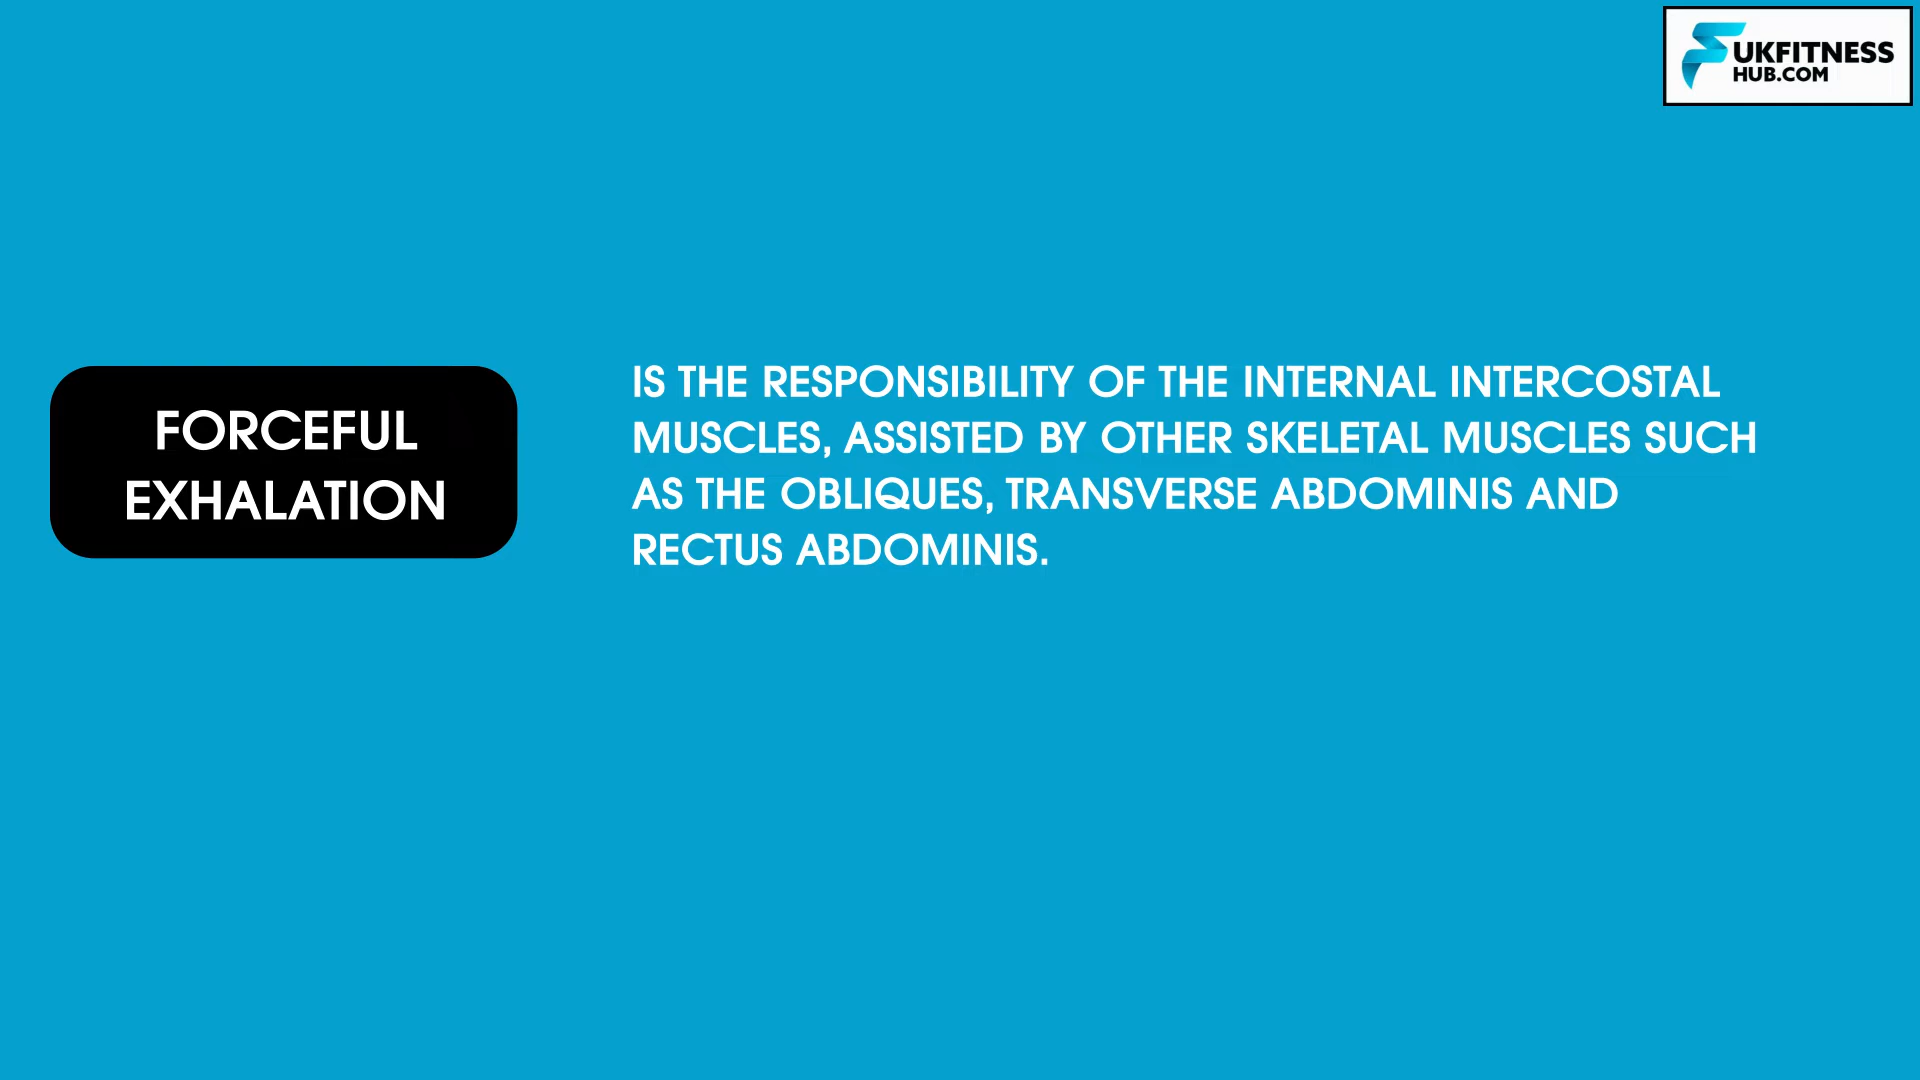 UKFITNESS
HUB.COM
FORCEFUL
EXHALATION
IS THE RESPONSIBILITY OF THE INTERNAL INTERCOSTAL
MUSCLES, ASSISTED BY OTHER SKELETAL MUSCLES SUCH
AS THE OBLIQUES, TRANSVERSE ABDOMINIS AND
RECTUS ABDOMINIS.